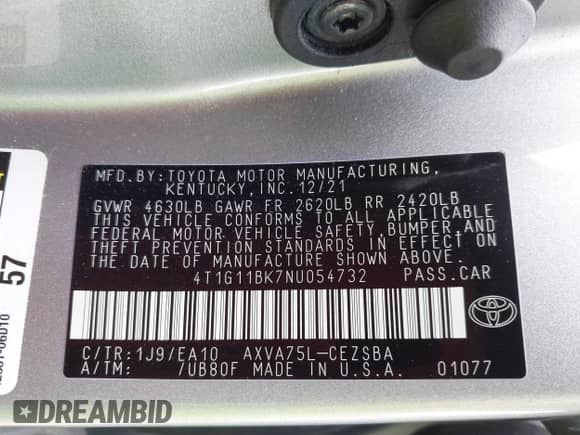 MFD.BY:TOYOTA MOTOR MANUFACTURING,
KENTUCKY,INC.12/21
GVWR 4630LB GAWR FR 2620LB RR 2420LB
THIS VEHICLE CONFORMS TO ALL APPLICABLE
FEDERAL MOTOR VEHICLE SAFETY,BUMPER,AND
THEFT PREVENTION STANDARDS IN EFFECT ON
THE DATE OF MANUFACTURE SHOWN ABOVE.
4T1G11BK7NU054732 PASS.CAR
C/TR:1J9/EA10 AXVA75L-CEZSBA
A/TM: 7UB80F MADE IN U.S.A. 01077
TOYOTA
57
DREAMBID